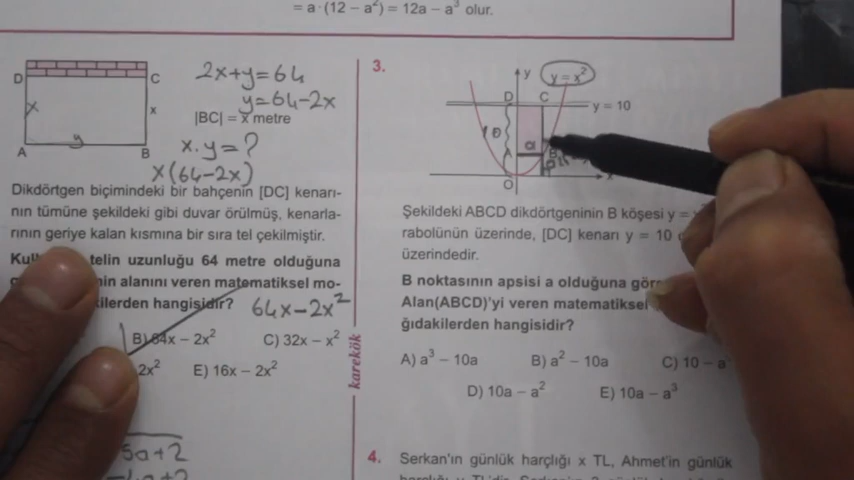 = a·(12 – a²) = 12a – a³ olur.
D
C
x
x
A
y
B
2x+y=64
y=64-2x
|BC| = x metre
x.y=?
x(64-2x)
Dikdörtgen biçimindeki bir bahçenin [DC] kenarı-
nın tümüne şekildeki gibi duvar örülmüş, kenarla-
rının geriye kalan kısmına bir sıra tel çekilmiştir.
telin uzunluğu 64 metre olduğuna
alanını veren matematiksel mo-
hangisidir?
64x-2x²
B) 64x – 2x²
C) 32x – x²
2x²
E) 16x – 2x²
5a+2
karekök
3.
y
y=x²
D
C
y = 10
10
a
A
B
O
x
Şekildeki ABCD dikdörtgeninin B köşesi y =
rabolünün üzerinde, [DC] kenarı y = 10
üzerindedir.
B noktasının apsisi a olduğuna göre
Alan(ABCD)'yi veren matematiksel
ğıdakilerden hangisidir?
A) a³ – 10a
B) a² – 10a
C) 10 – a
D) 10a – a²
E) 10a – a³
4.
Serkan'ın günlük harçlığı x TL, Ahmet'in günlük